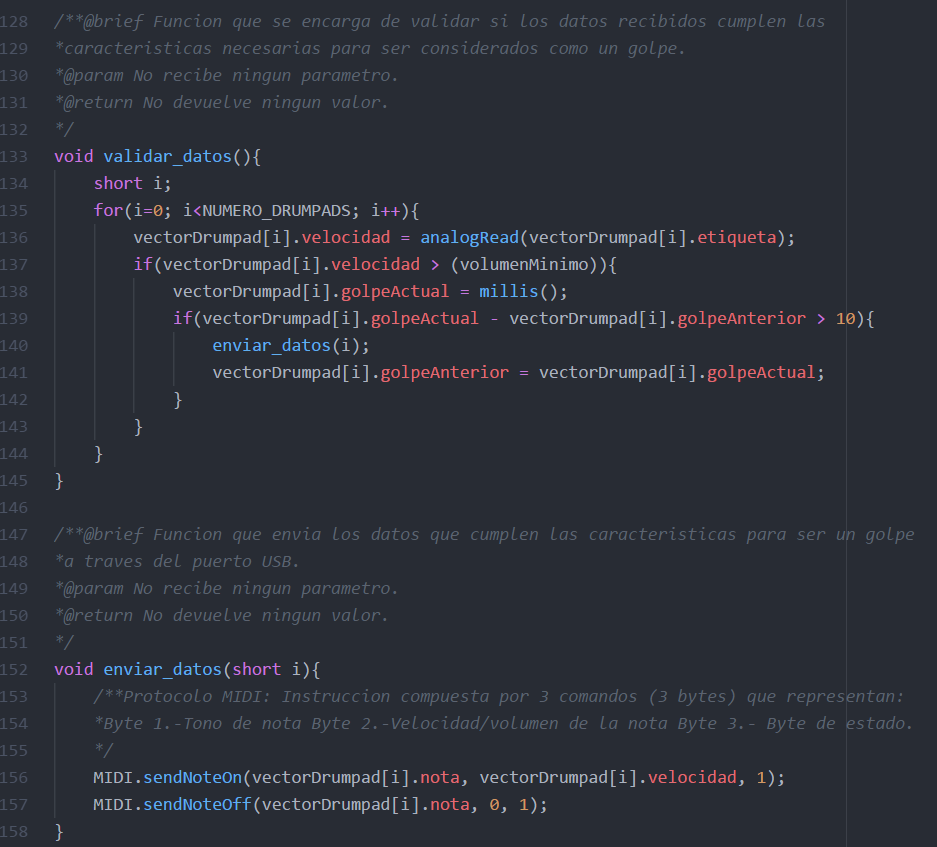 128 /**@brief Funcion que se encarga de validar si los datos recibidos cumplen las
129 *caracteristicas necesarias para ser considerados como un golpe.
130 *@param No recibe ningun parametro.
131 *@return No devuelve ningun valor.
132 */
133 void validar_datos(){
134     short i;
135     for(i=0; i<NUMERO_DRUMPADS; i++){
136         vectorDrumpad[i].velocidad = analogRead(vectorDrumpad[i].etiqueta);
137         if(vectorDrumpad[i].velocidad > (volumenMinimo)){
138             vectorDrumpad[i].golpeActual = millis();
139             if(vectorDrumpad[i].golpeActual - vectorDrumpad[i].golpeAnterior > 10){
140                 enviar_datos(i);
141                 vectorDrumpad[i].golpeAnterior = vectorDrumpad[i].golpeActual;
142             }
143         }
144     }
145 }
146
147 /**@brief Funcion que envia los datos que cumplen las caracteristicas para ser un golpe
148 *a traves del puerto USB.
149 *@param No recibe ningun parametro.
150 *@return No devuelve ningun valor.
151 */
152 void enviar_datos(short i){
153     /**Protocolo MIDI: Instruccion compuesta por 3 comandos (3 bytes) que representan:
154     *Byte 1.-Tono de nota Byte 2.-Velocidad/volumen de la nota Byte 3.- Byte de estado.
155     */
156     MIDI.sendNoteOn(vectorDrumpad[i].nota, vectorDrumpad[i].velocidad, 1);
157     MIDI.sendNoteOff(vectorDrumpad[i].nota, 0, 1);
158 }